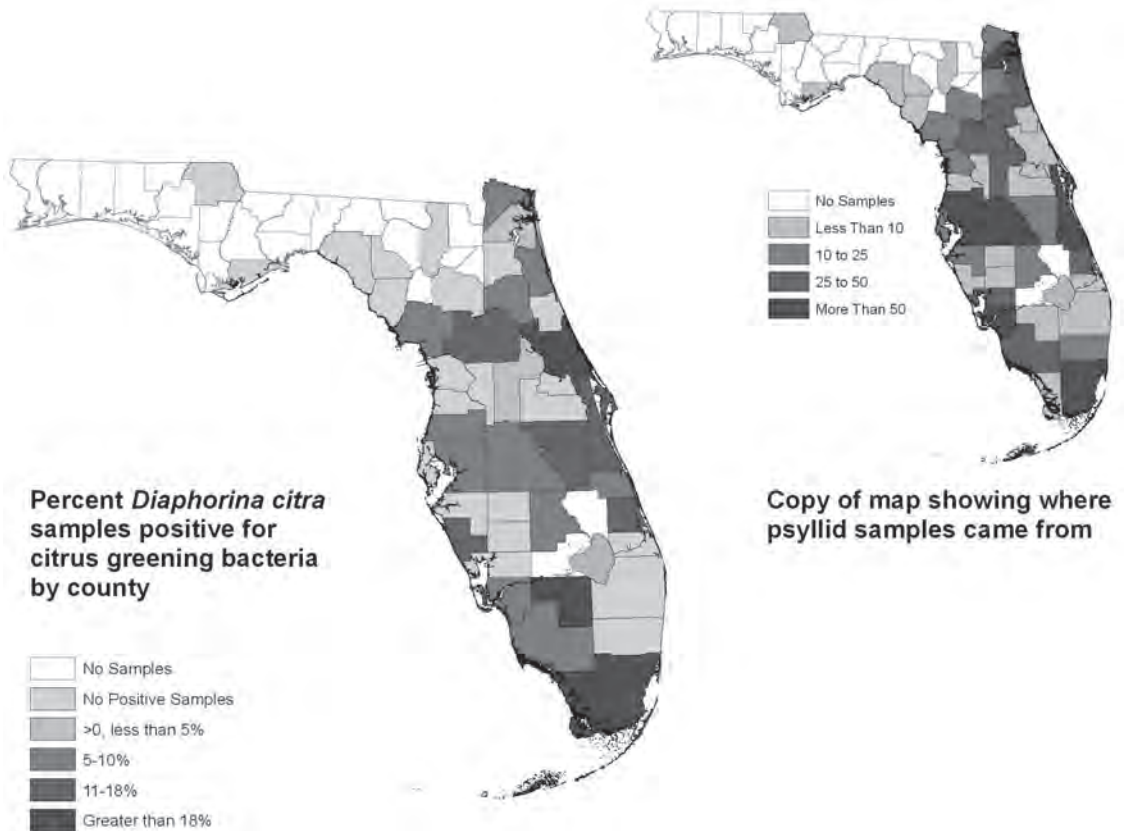 No Samples
Less Than 10
10 to 25
25 to 50
More Than 50
Percent Diaphorina citra
samples positive for
citrus greening bacteria
by county
Copy of map showing where
psyllid samples came from
No Samples
No Positive Samples
>0, less than 5%
5-10%
11-18%
Greater than 18%